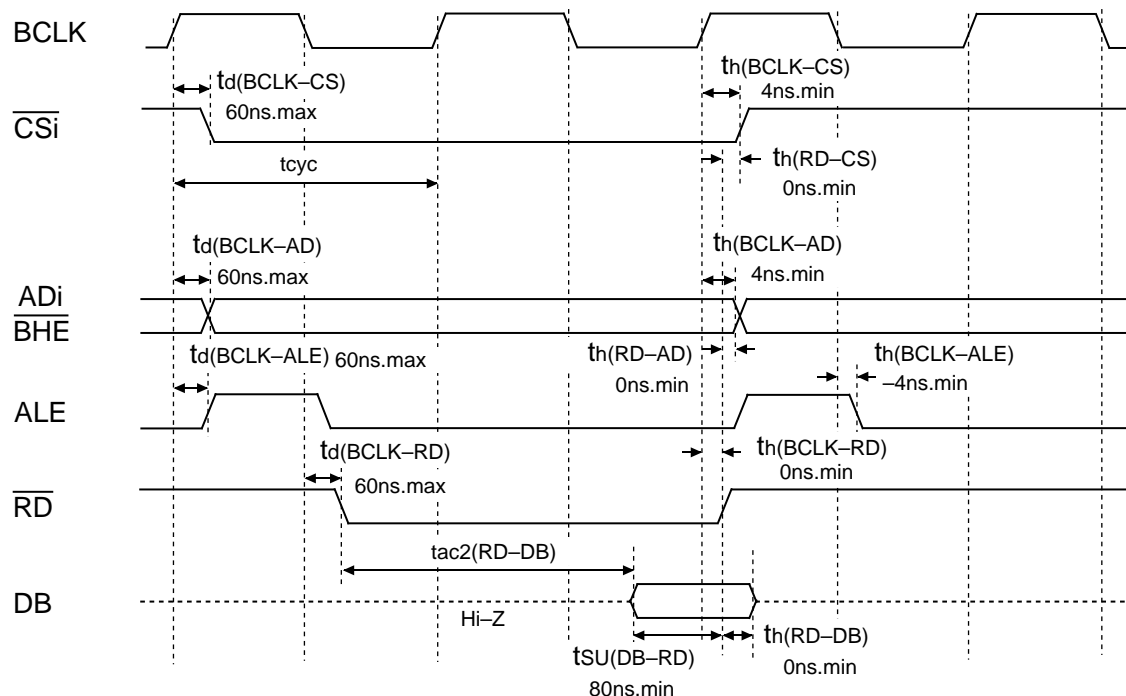 BCLK
td(BCLK–CS)
60ns.max
th(BCLK–CS)
4ns.min
CSi
tcyc
th(RD–CS)
0ns.min
td(BCLK–AD)
60ns.max
th(BCLK–AD)
4ns.min
ADi
BHE
td(BCLK–ALE) 60ns.max
th(RD–AD)
0ns.min
th(BCLK–ALE)
–4ns.min
ALE
td(BCLK–RD)
60ns.max
th(BCLK–RD)
0ns.min
RD
tac2(RD–DB)
DB
Hi–Z
tSU(DB–RD)
80ns.min
th(RD–DB)
0ns.min